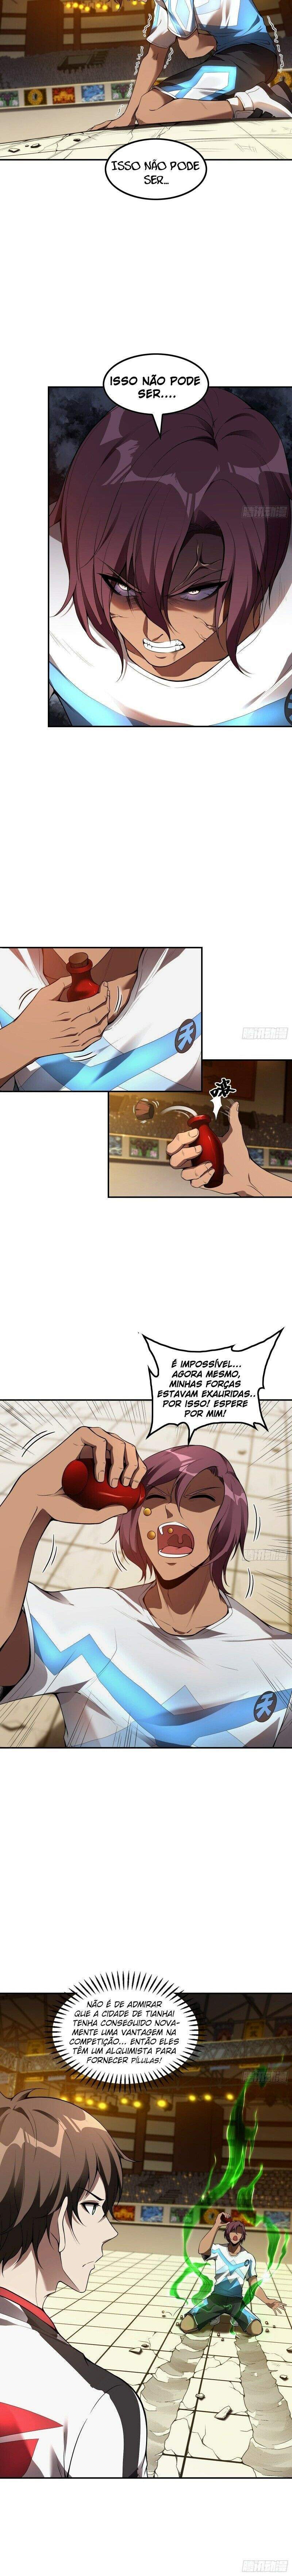 ISSO NÃO PODE
SER...
ISSO NÃO PODE
SER....
É IMPOSSÍVEL...
AGORA MESMO,
MINHAS FORÇAS
ESTAVAM EXAURIDAS..
POR ISSO! ESPERE
POR MIM!
天
NÃO É DE ADMIRAR
QUE A CIDADE DE TIANHAI
TENHA CONSEGUIDO NOVA-
MENTE UMA VANTAGEM NA
COMPETIÇÃO... ENTÃO ELES
TÊM UM ALQUIMISTA PARA
FORNECER PÍLULAS!